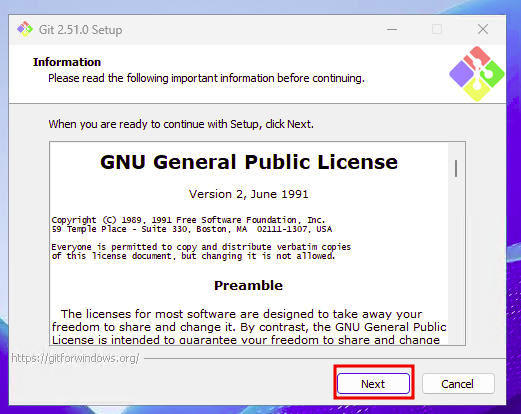 Git 2.51.0 Setup
Information
Please read the following important information before continuing.
When you are ready to continue with Setup, click Next.
GNU General Public License
Version 2, June 1991
Copyright (C) 1989, 1991 Free Software Foundation, Inc.
59 Temple Place - Suite 330, Boston, MA  02111-1307, USA
Everyone is permitted to copy and distribute verbatim copies
of this license document, but changing it is not allowed.
Preamble
The licenses for most software are designed to take away your
freedom to share and change it. By contrast, the GNU General Public
License is intended to guarantee your freedom to share and change
https://gitforwindows.org/
Next
Cancel